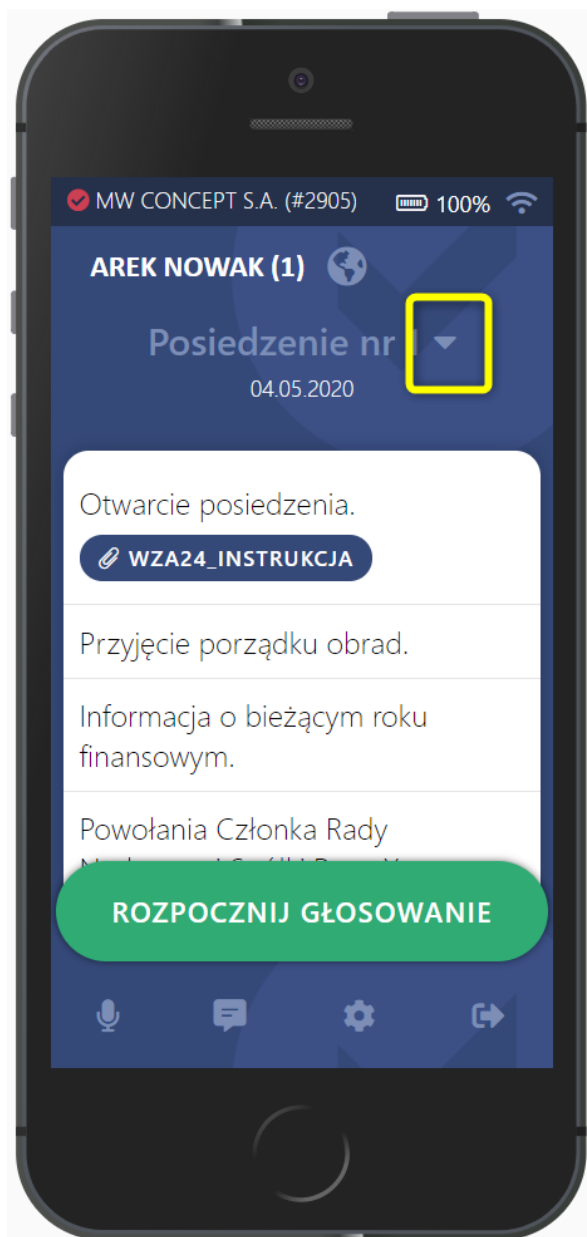 MW CONCEPT S.A. (#2905) 100%
AREK NOWAK (1)
Posiedzenie nr 1
04.05.2020
Otwarcie posiedzenia.
WZA24_INSTRUKCJA
Przyjęcie porządku obrad.
Informacja o bieżącym roku
finansowym.
Powołania Członka Rady
ROZPOCZNIJ GŁOSOWANIE